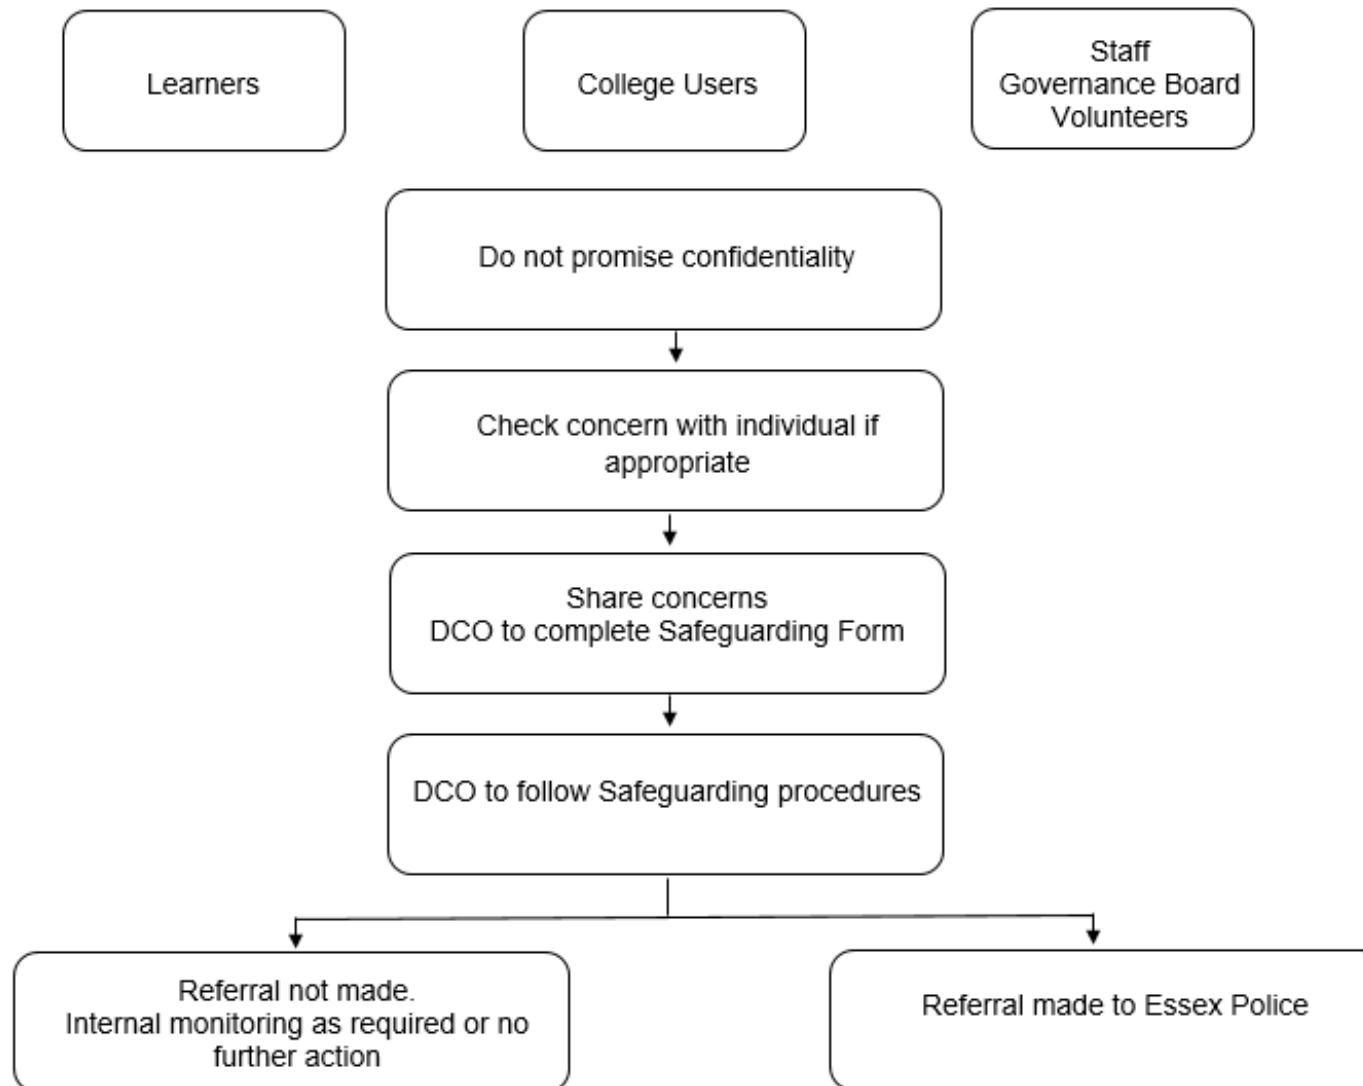 Learners
College Users
Staff
Governance Board
Volunteers
Do not promise confidentiality
Check concern with individual if
appropriate
Share concerns
DCO to complete Safeguarding Form
DCO to follow Safeguarding procedures
Referral not made.
Internal monitoring as required or no
further action
Referral made to Essex Police